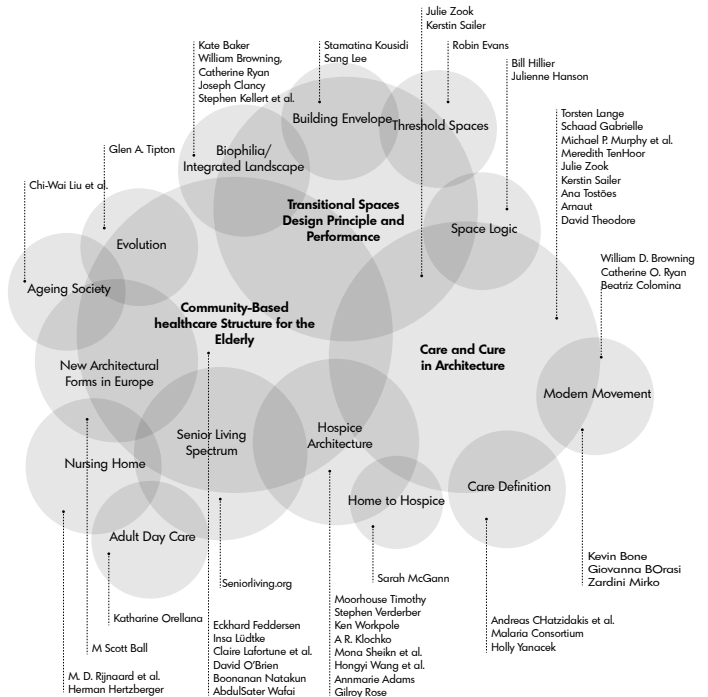 Julie Zook
Kerstin Sailer
Kate Baker
William Browning,
Catherine Ryan
Joseph Clancy
Stephen Kellert et al.
Stamatina Kousidi
Sang Lee
Robin Evans
Bill Hillier
Julienne Hanson
Building Envelope
Threshold Spaces
Torsten Lange
Schaad Gabrielle
Michael P. Murphy et al.
Meredith TenHoor
Julie Zook
Kerstin Sailer
Ana Tostões
Arnaut
David Theodore
Glen A. Tipton
Biophilia/
Integrated Landscape
Chi-Wai Liu et al.
Transitional Spaces
Design Principle and
Performance
Space Logic
Evolution
William D. Browning
Catherine O. Ryan
Beatriz Colomina
Ageing Society
Community-Based
healthcare Structure for the
Elderly
Care and Cure
in Architecture
New Architectural
Forms in Europe
Modern Movement
Senior Living
Spectrum
Hospice
Architecture
Nursing Home
Home to Hospice
Care Definition
Adult Day Care
Kevin Bone
Giovanna BOrasi
Zardini Mirko
Seniorliving.org
Sarah McGann
Katharine Orellana
Eckhard Feddersen
Insa Lüdtke
Claire Lafortune et al.
David O'Brien
Boonanan Natakun
AbdulSater Wafai
Moorhouse Timothy
Stephen Verderber
Ken Workpole
A R. Klochko
Mona Sheikn et al.
Hongyi Wang et al.
Annmarie Adams
Gilroy Rose
Andreas CHatzidakis et al.
Malaria Consortium
Holly Yanacek
M Scott Ball
M. D. Rijnaard et al.
Herman Hertzberger